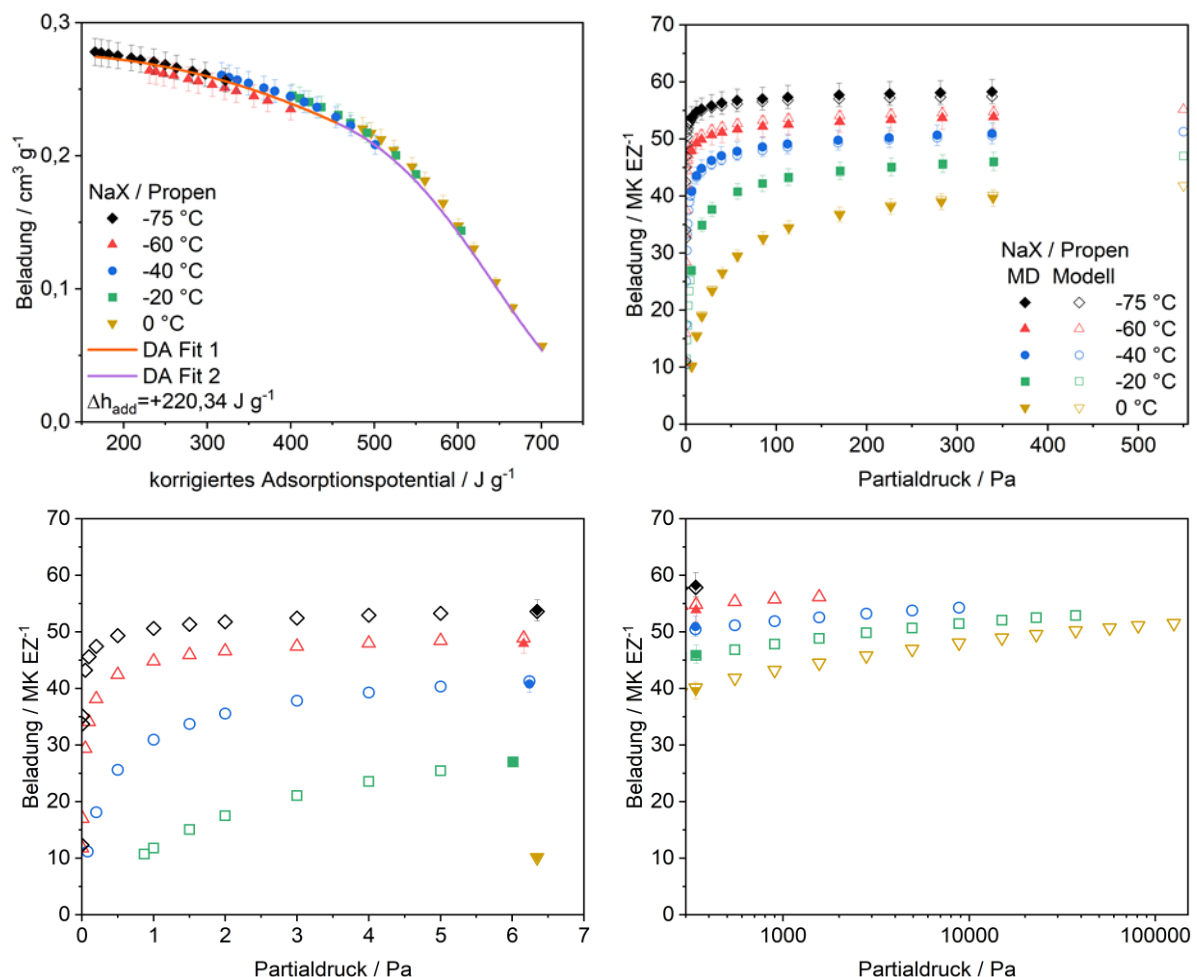 0,3
0,2
0,1
0,0
Beladung / cm³ g⁻¹
NaX / Propen
-75 °C
-60 °C
-40 °C
-20 °C
0 °C
DA Fit 1
DA Fit 2
Δh_add=+220,34 J g⁻¹
200 300 400 500 600 700
korrigiertes Adsorptionspotential / J g⁻¹
70
60
50
40
30
20
10
0
Beladung / MK EZ⁻¹
NaX / Propen
MD Modell
-75 °C
-60 °C
-40 °C
-20 °C
0 °C
0 100 200 300 400 500
Partialdruck / Pa
70
60
50
40
30
20
10
0
Beladung / MK EZ⁻¹
0 1 2 3 4 5 6 7
Partialdruck / Pa
70
60
50
40
30
20
10
0
Beladung / MK EZ⁻¹
1000 10000 100000
Partialdruck / Pa